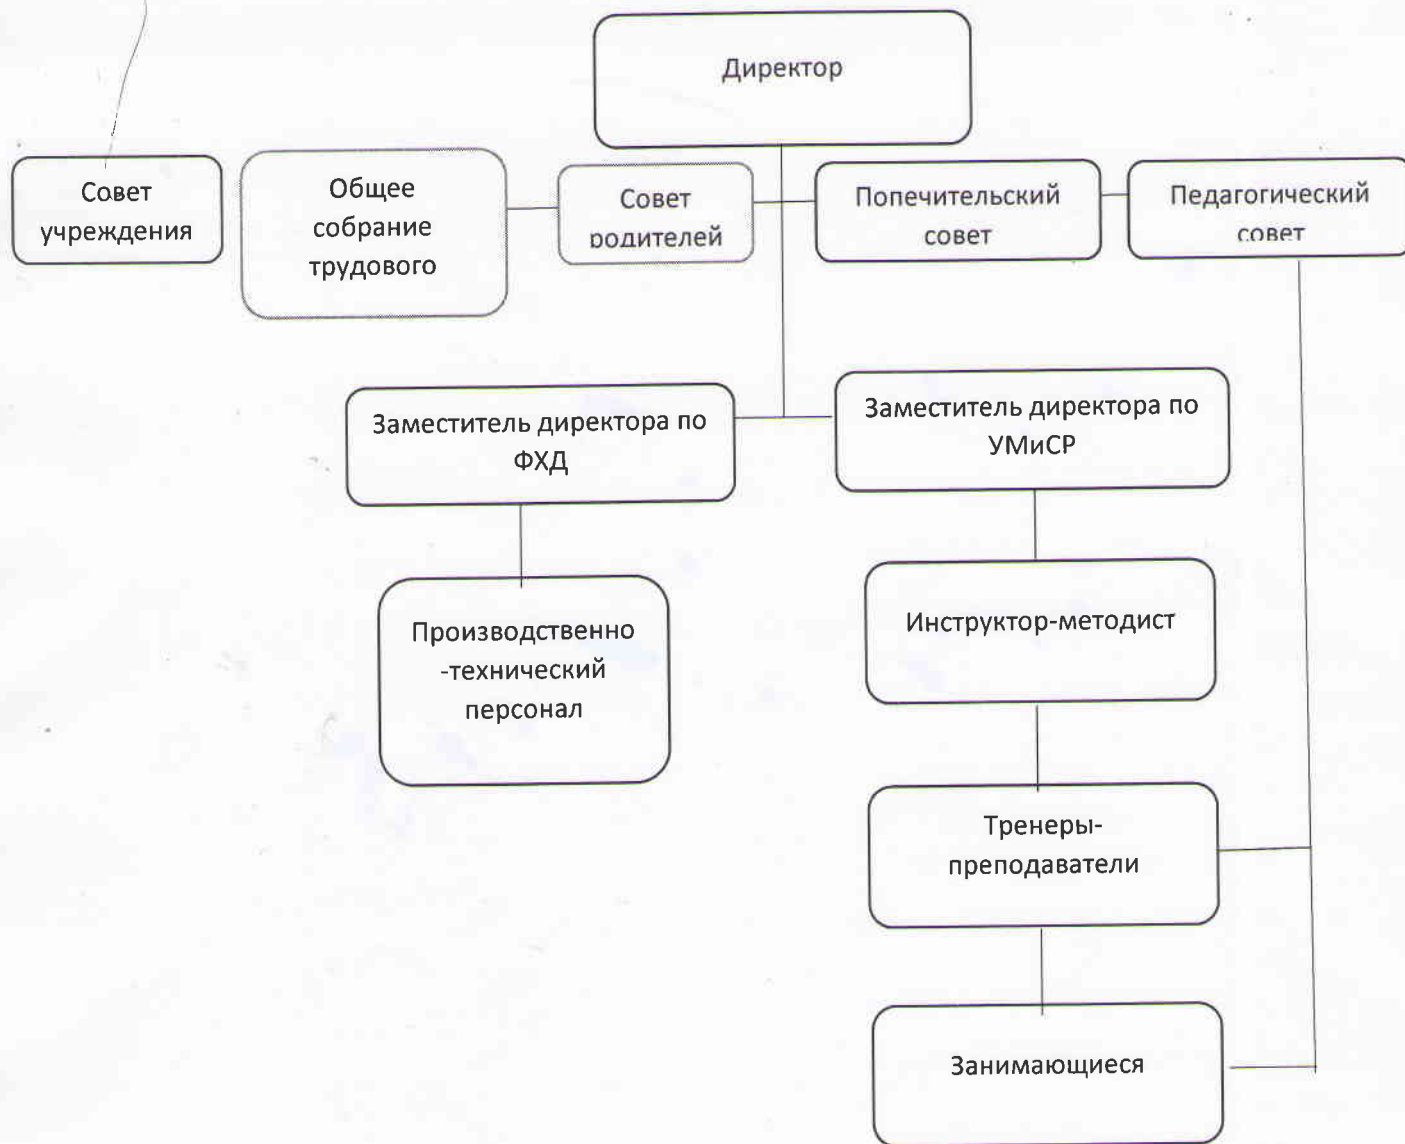 Директор
Совет
учреждения
Общее
собрание
трудового
Совет
родителей
Попечительский
совет
Педагогический
совет
Заместитель директора по
ФХД
Заместитель директора по
УМиСР
Производственно
-технический
персонал
Инструктор-методист
Тренеры-
преподаватели
Занимающиеся